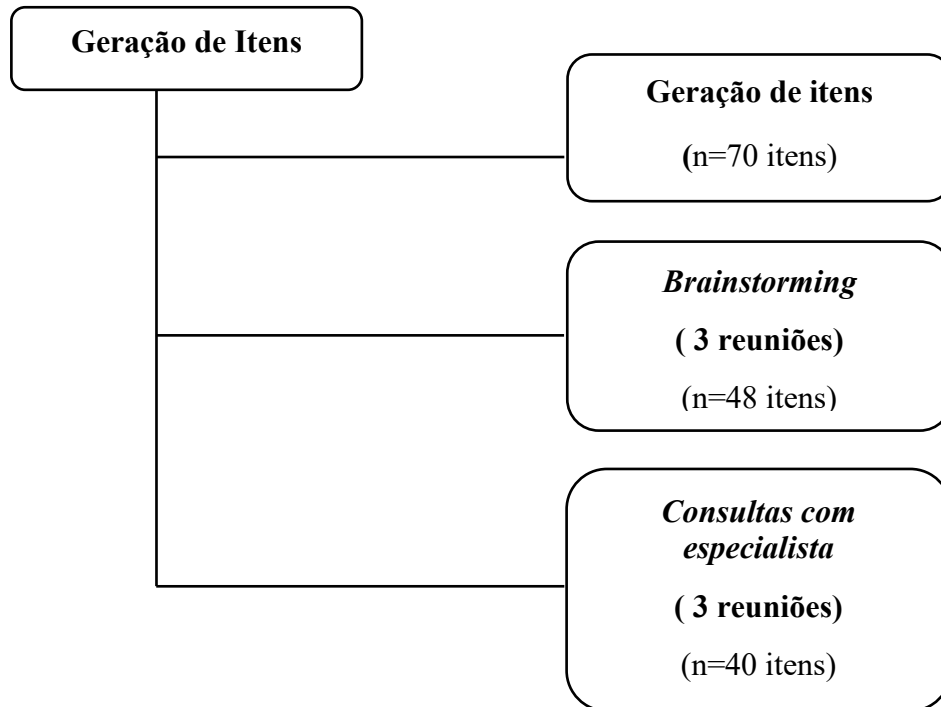 Geração de Itens
Geração de itens
(n=70 itens)
Brainstorming
( 3 reuniões)
(n=48 itens)
Consultas com
especialista
( 3 reuniões)
(n=40 itens)